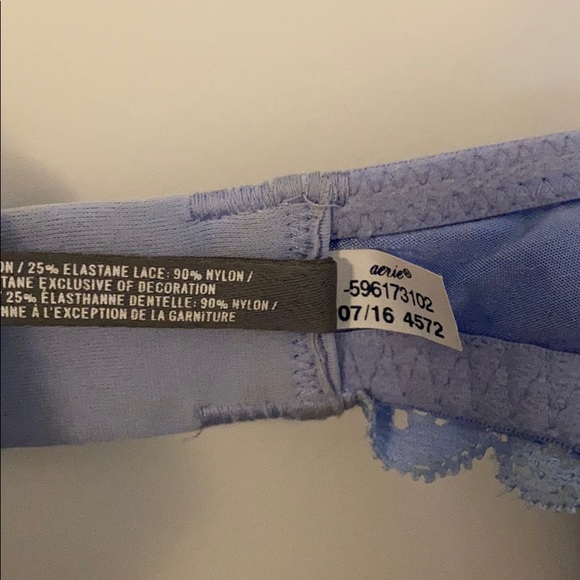 ON / 25% ELASTANE LACE: 90% NYLON /
TANE EXCLUSIVE OF DECORATION
/ 25% ÉLASTHANNE DENTELLE: 90% NYLON /
NNE À L'EXCEPTION DE LA GARNITURE
aerie®
-596173102
07/16 4572